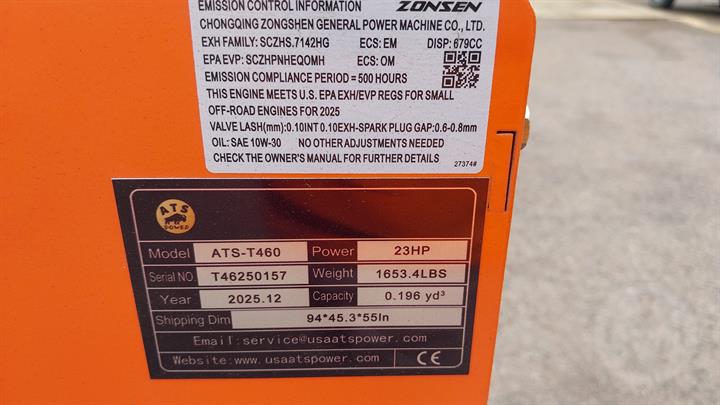 EMISSION CONTROL INFORMATION ZONSEN
CHONGQING ZONGSHEN GENERAL POWER MACHINE CO., LTD.
EXH FAMILY: SCZHS.7142HG ECS: EM DISP: 679CC
EPA EVP: SCZHPNHEQOMH ECS: OM
EMISSION COMPLIANCE PERIOD = 500 HOURS
THIS ENGINE MEETS U.S. EPA EXH/EVP REGS FOR SMALL
OFF-ROAD ENGINES FOR 2025
VALVE LASH(mm):0.10INT 0.10EXH-SPARK PLUG GAP:0.6-0.8mm
OIL: SAE 10W-30 NO OTHER ADJUSTMENTS NEEDED
CHECK THE OWNER'S MANUAL FOR FURTHER DETAILS
27374#
ATS
POWER
Model ATS-T460 Power 23HP
Serial NO. T46250157 Weight 1653.4LBS
Year 2025.12 Capacity 0.196 yd³
Shipping Dim 94*45.3*55In
Email:service@usaatspower.com
Website:www.usaatspower.com CE